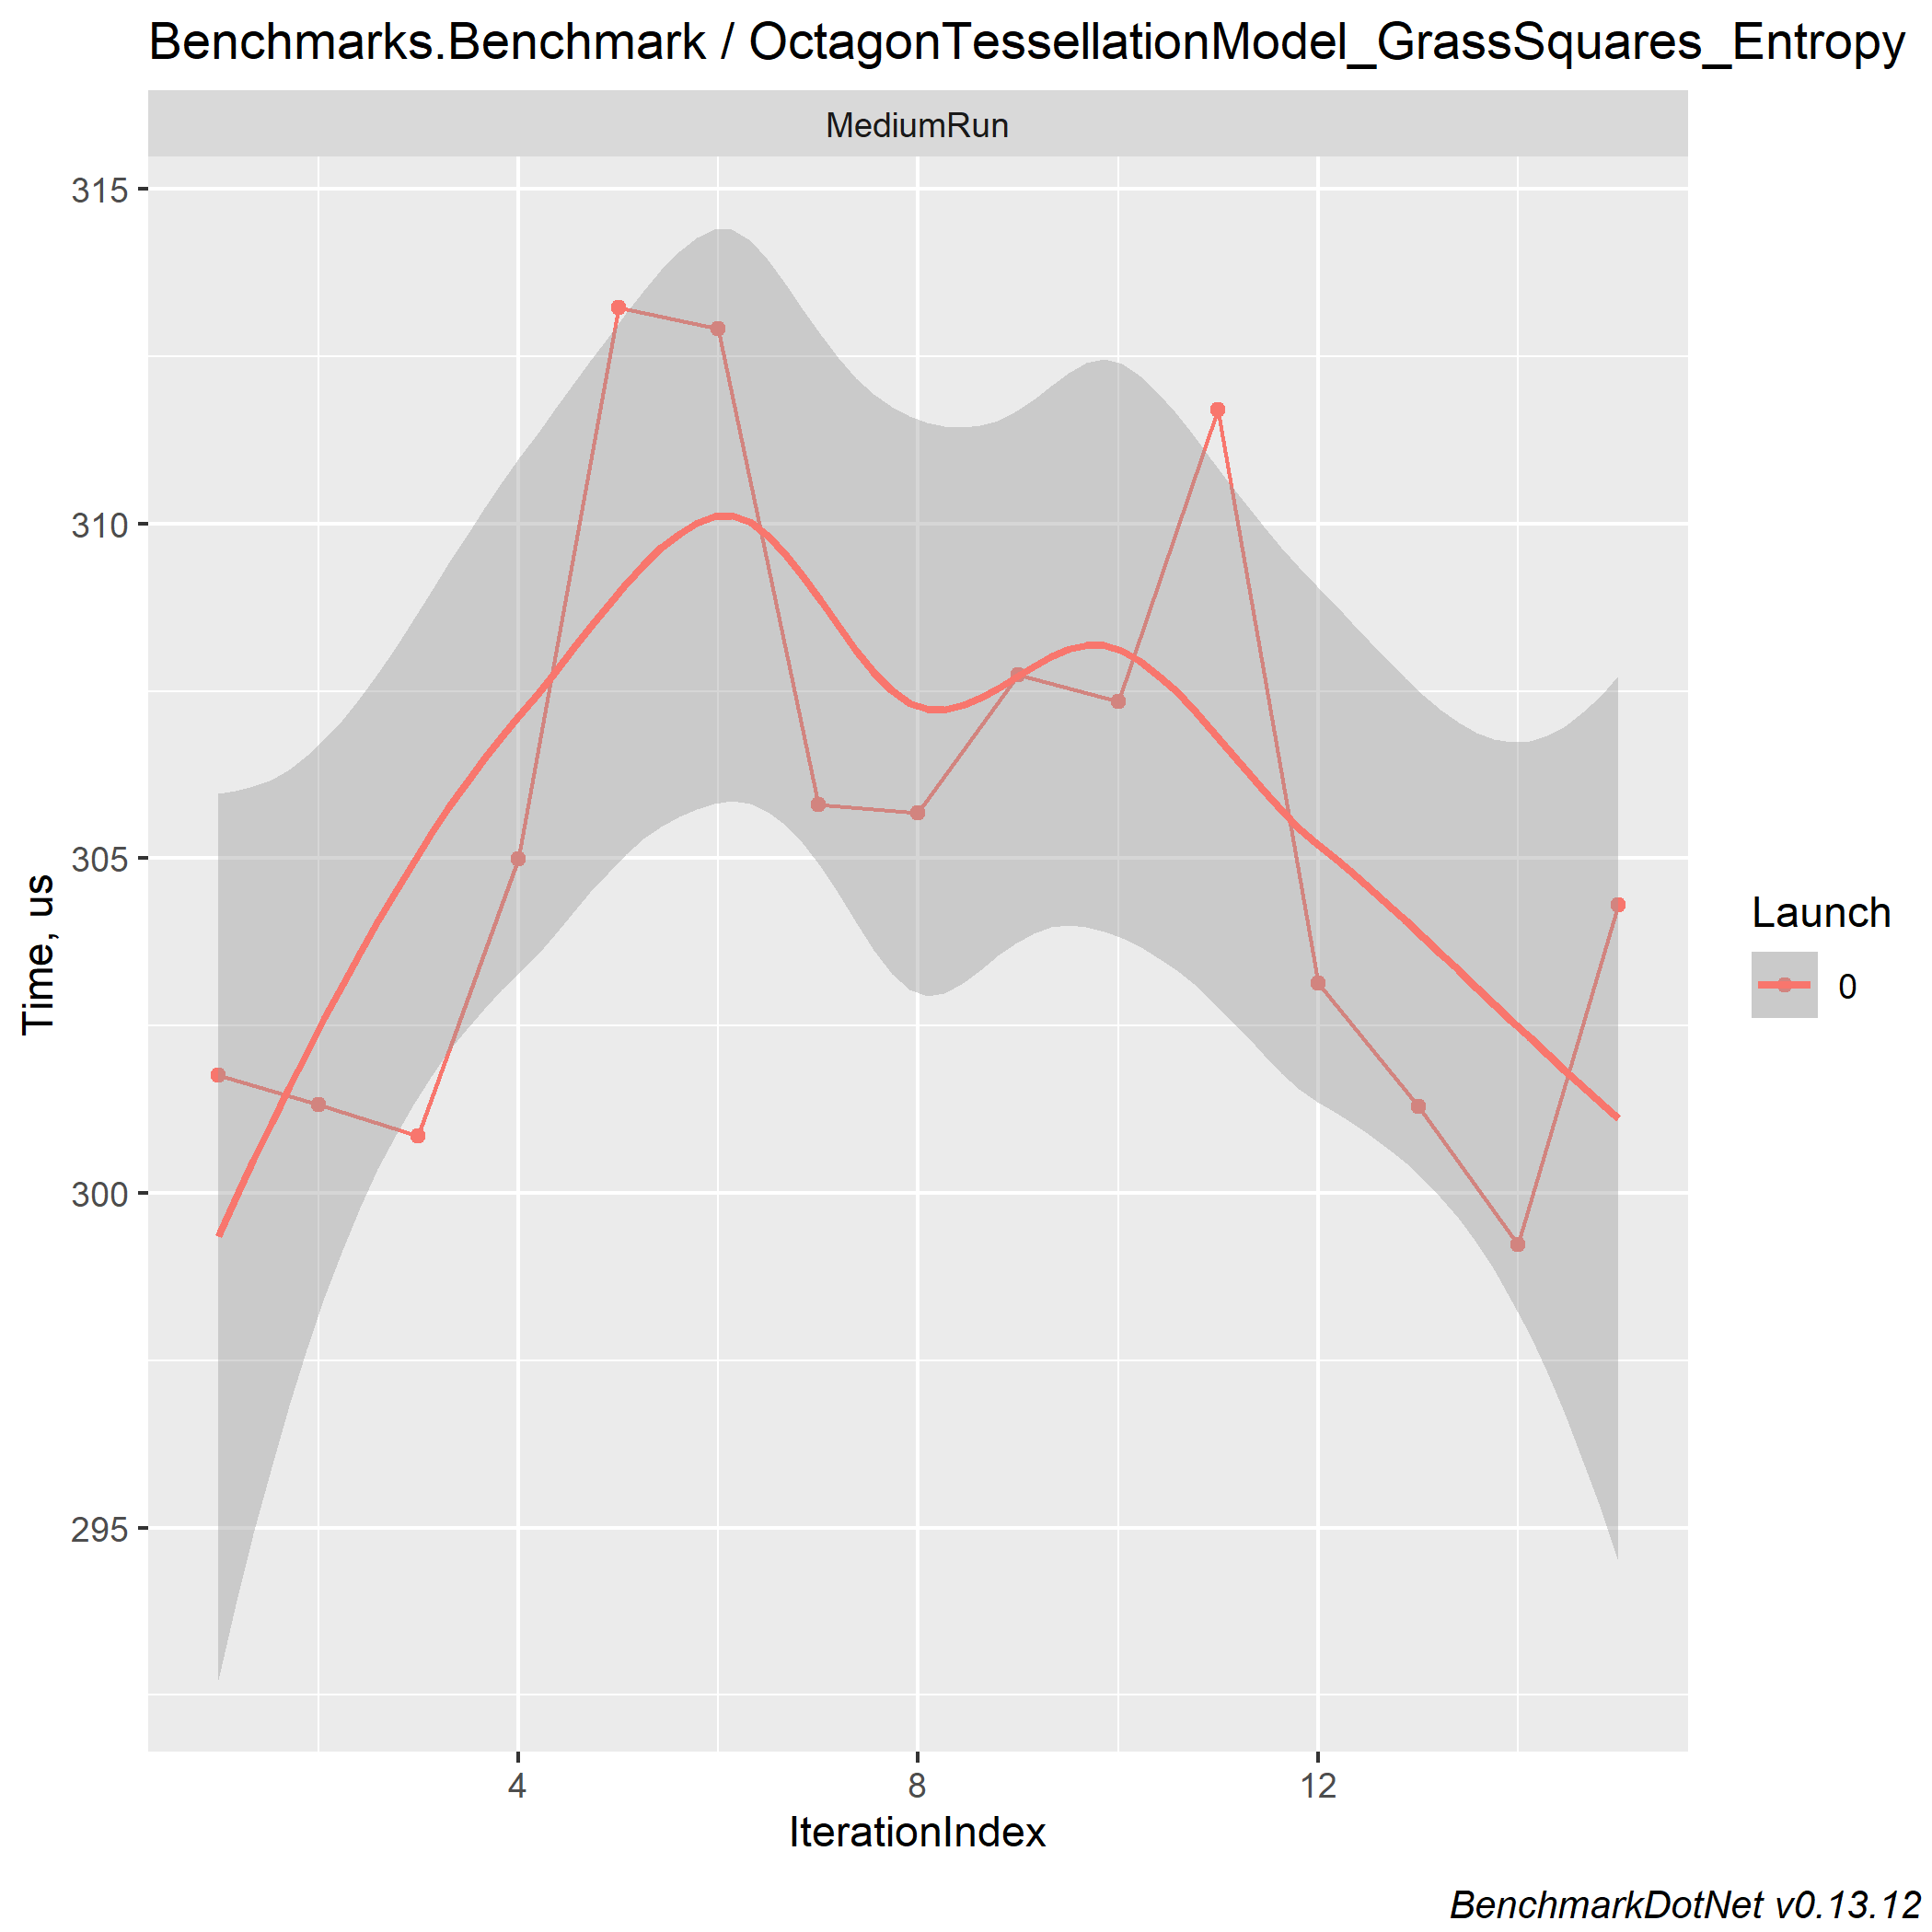 Benchmarks.Benchmark / OctagonTessellationModel_GrassSquares_Entropy
MediumRun
315
310
305
300
295
Time, us
4
8
12
IterationIndex
Launch
0
BenchmarkDotNet v0.13.12